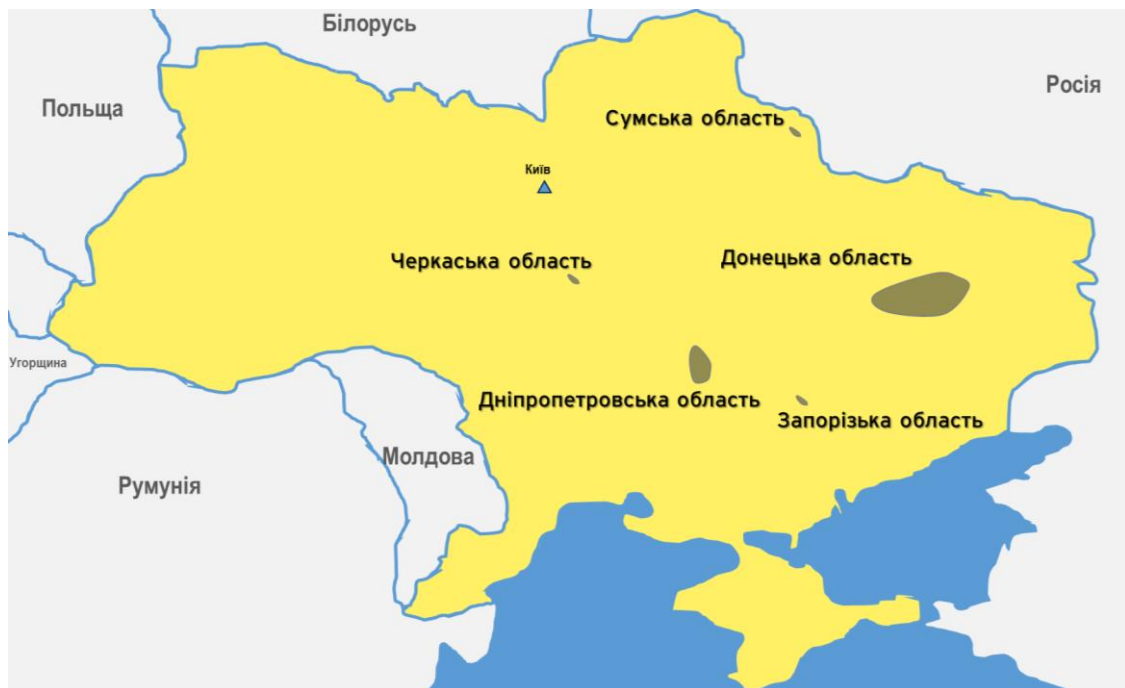 Білорусь
Росія
Польща
Сумська область
Київ
Черкаська область
Донецька область
Угорщина
Дніпропетровська область
Запорізька область
Молдова
Румунія